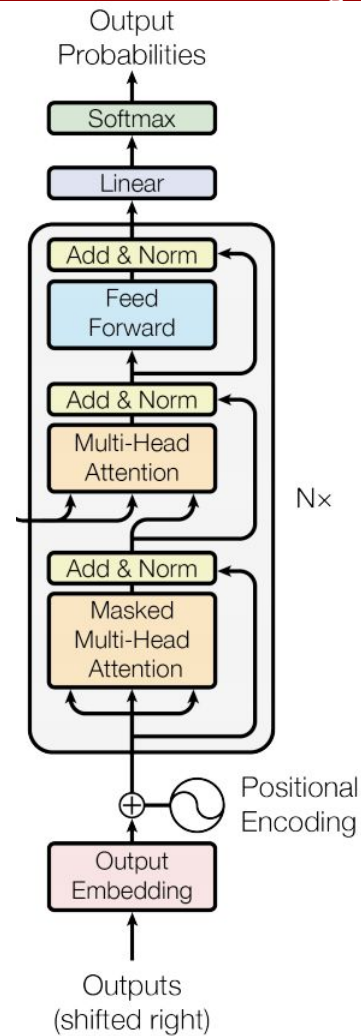 Output
Probabilities
Softmax
Linear
Add & Norm
Feed
Forward
Add & Norm
Multi-Head
Attention
N×
Add & Norm
Masked
Multi-Head
Attention
Positional
Encoding
Output
Embedding
Outputs
(shifted right)